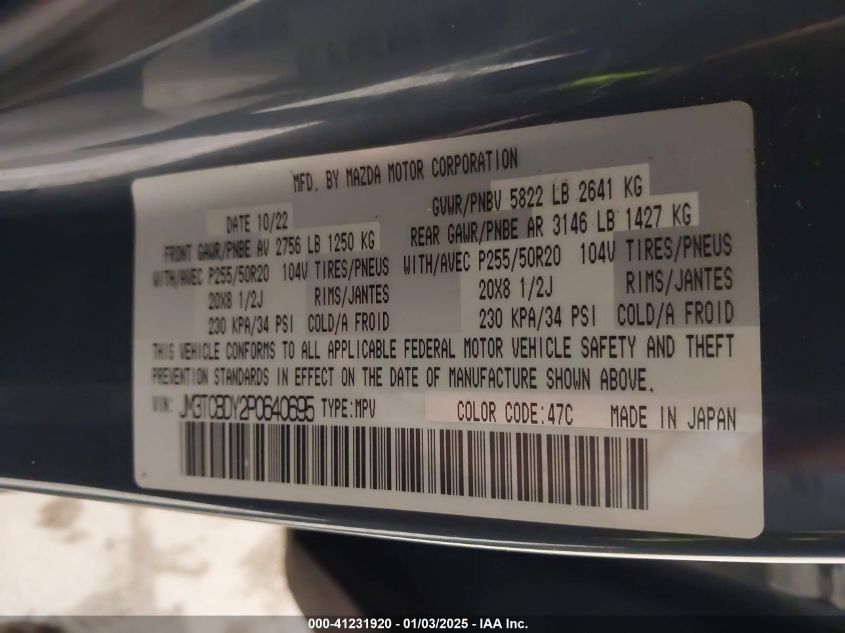 MFD. BY MAZDA MOTOR CORPORATION
DATE 10/22 GVWR/PNBV 5822 LB 2641 KG
FRONT GAWR/PNBE AV 2756 LB 1250 KG REAR GAWR/PNBE AR 3146 LB 1427 KG
WITH/AVEC P255/50R20 104V TIRES/PNEUS WITH/AVEC P255/50R20 104V TIRES/PNEUS
20X8 1/2J RIMS/JANTES 20X8 1/2J RIMS/JANTES
230 KPA/34 PSI COLD/A FROID 230 KPA/34 PSI COLD/A FROID
THIS VEHICLE CONFORMS TO ALL APPLICABLE FEDERAL MOTOR VEHICLE SAFETY AND THEFT
PREVENTION STANDARDS IN EFFECT ON THE DATE OF MANUFACTURE SHOWN ABOVE.
VIN: JM3TCBDY2P0640695 TYPE:MPV COLOR CODE:47C MADE IN JAPAN
000-41231920 - 01/03/2025 - IAA Inc.